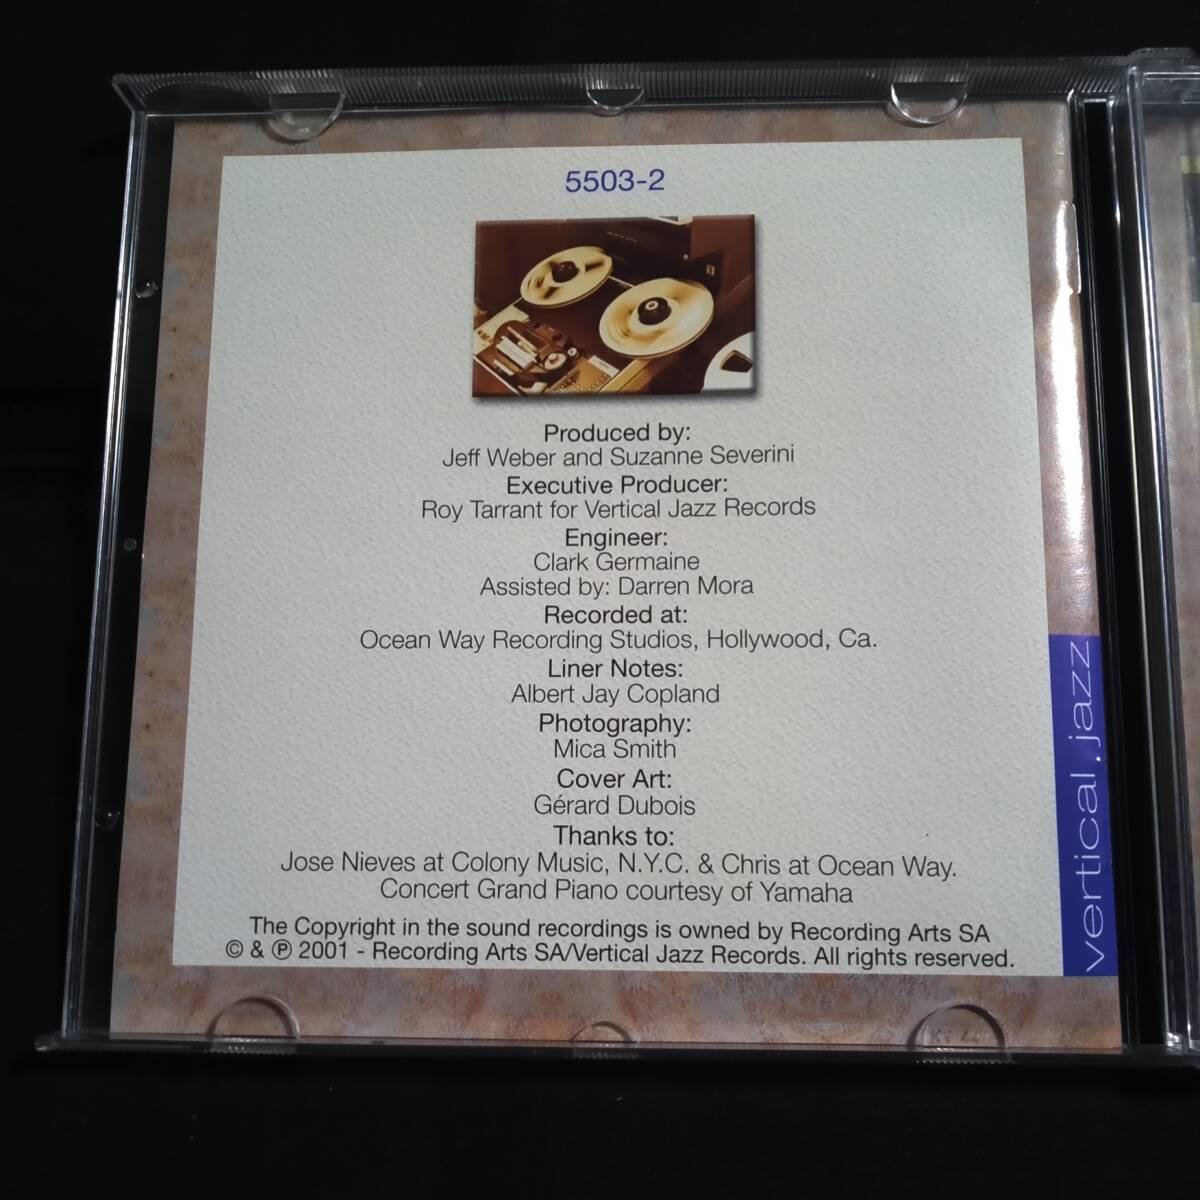 5503-2
Produced by:
Jeff Weber and Suzanne Severini
Executive Producer:
Roy Tarrant for Vertical Jazz Records
Engineer:
Clark Germaine
Assisted by: Darren Mora
Recorded at:
Ocean Way Recording Studios, Hollywood, Ca.
Liner Notes:
Albert Jay Copland
Photography:
Mica Smith
Cover Art:
Gérard Dubois
Thanks to:
Jose Nieves at Colony Music, N.Y.C. & Chris at Ocean Way.
Concert Grand Piano courtesy of Yamaha
The Copyright in the sound recordings is owned by Recording Arts SA
© & ℗ 2001 - Recording Arts SA/Vertical Jazz Records. All rights reserved.
vertical.jazz